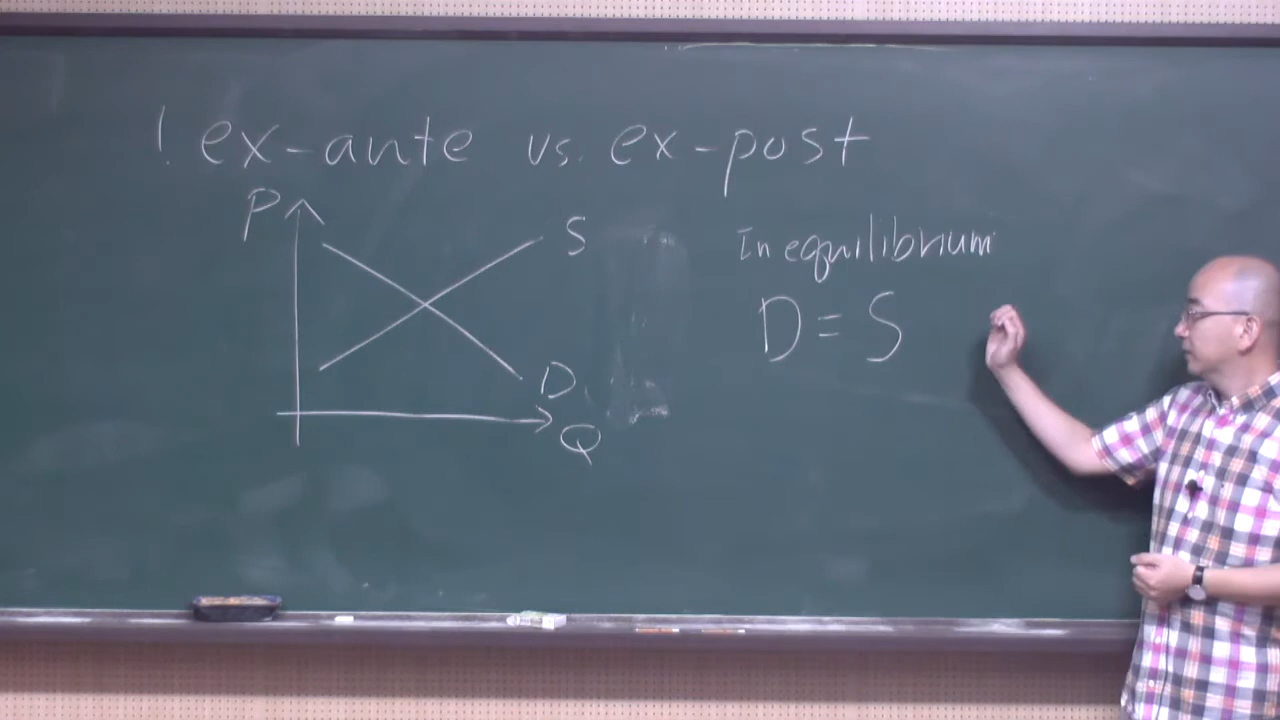 ! ex-ante vs. ex-post
P
S
In equilibrium
D = S
D
Q